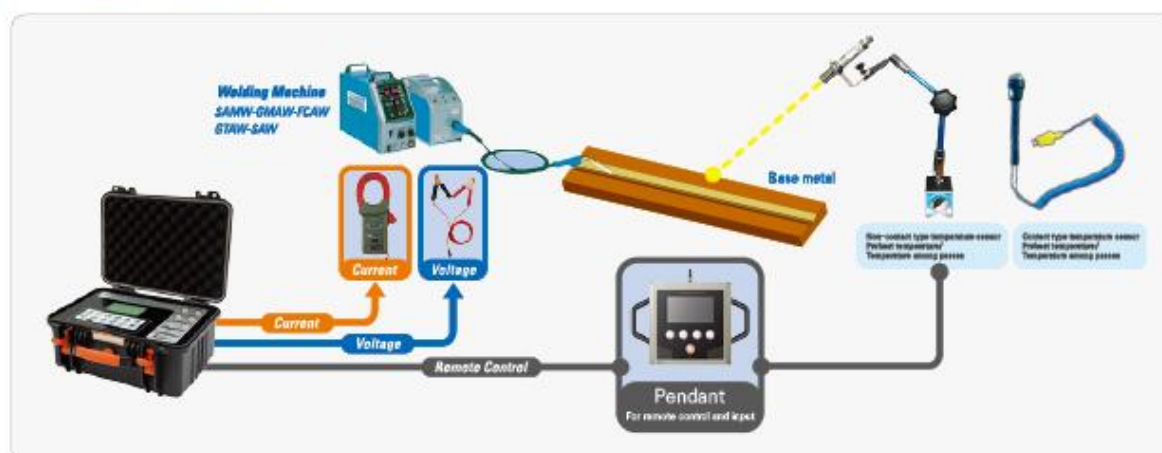 Welding Machine
SAMW-GMAW-FCAW
GTAW-SAW
Base metal
Current
Voltage
Non-contact type temperature sensor
Preheat temperature/
Temperature among passes
Contact type temperature sensor
Preheat temperature/
Temperature among passes
Current
Voltage
Remote Control
Pendant
For remote control and input